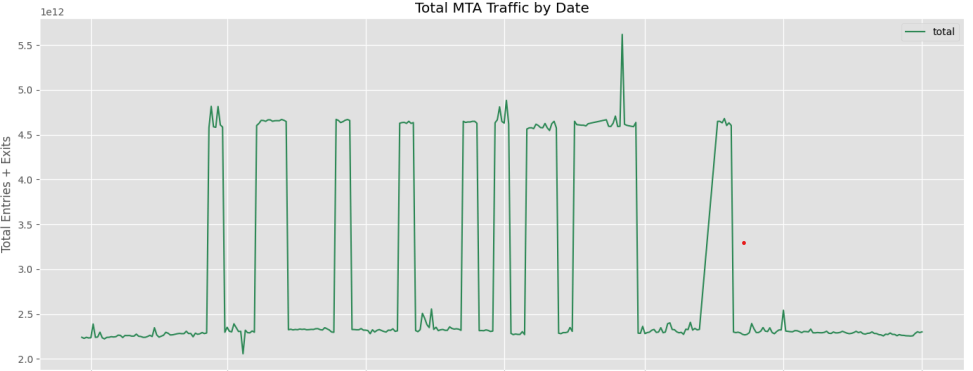 Total MTA Traffic by Date
1e12
total
5.5
5.0
4.5
4.0
3.5
3.0
2.5
2.0
Total Entries + Exits